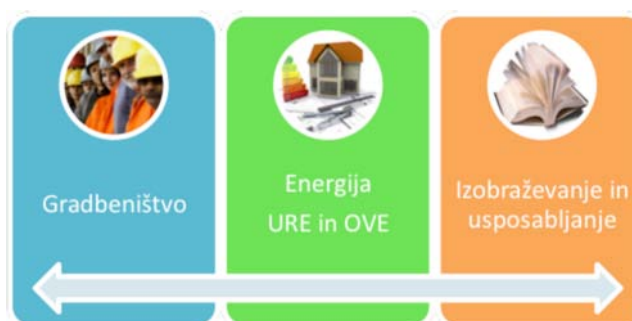 Gradbeništvo
Energija
URE in OVE
Izobraževanje in
usposabljanje